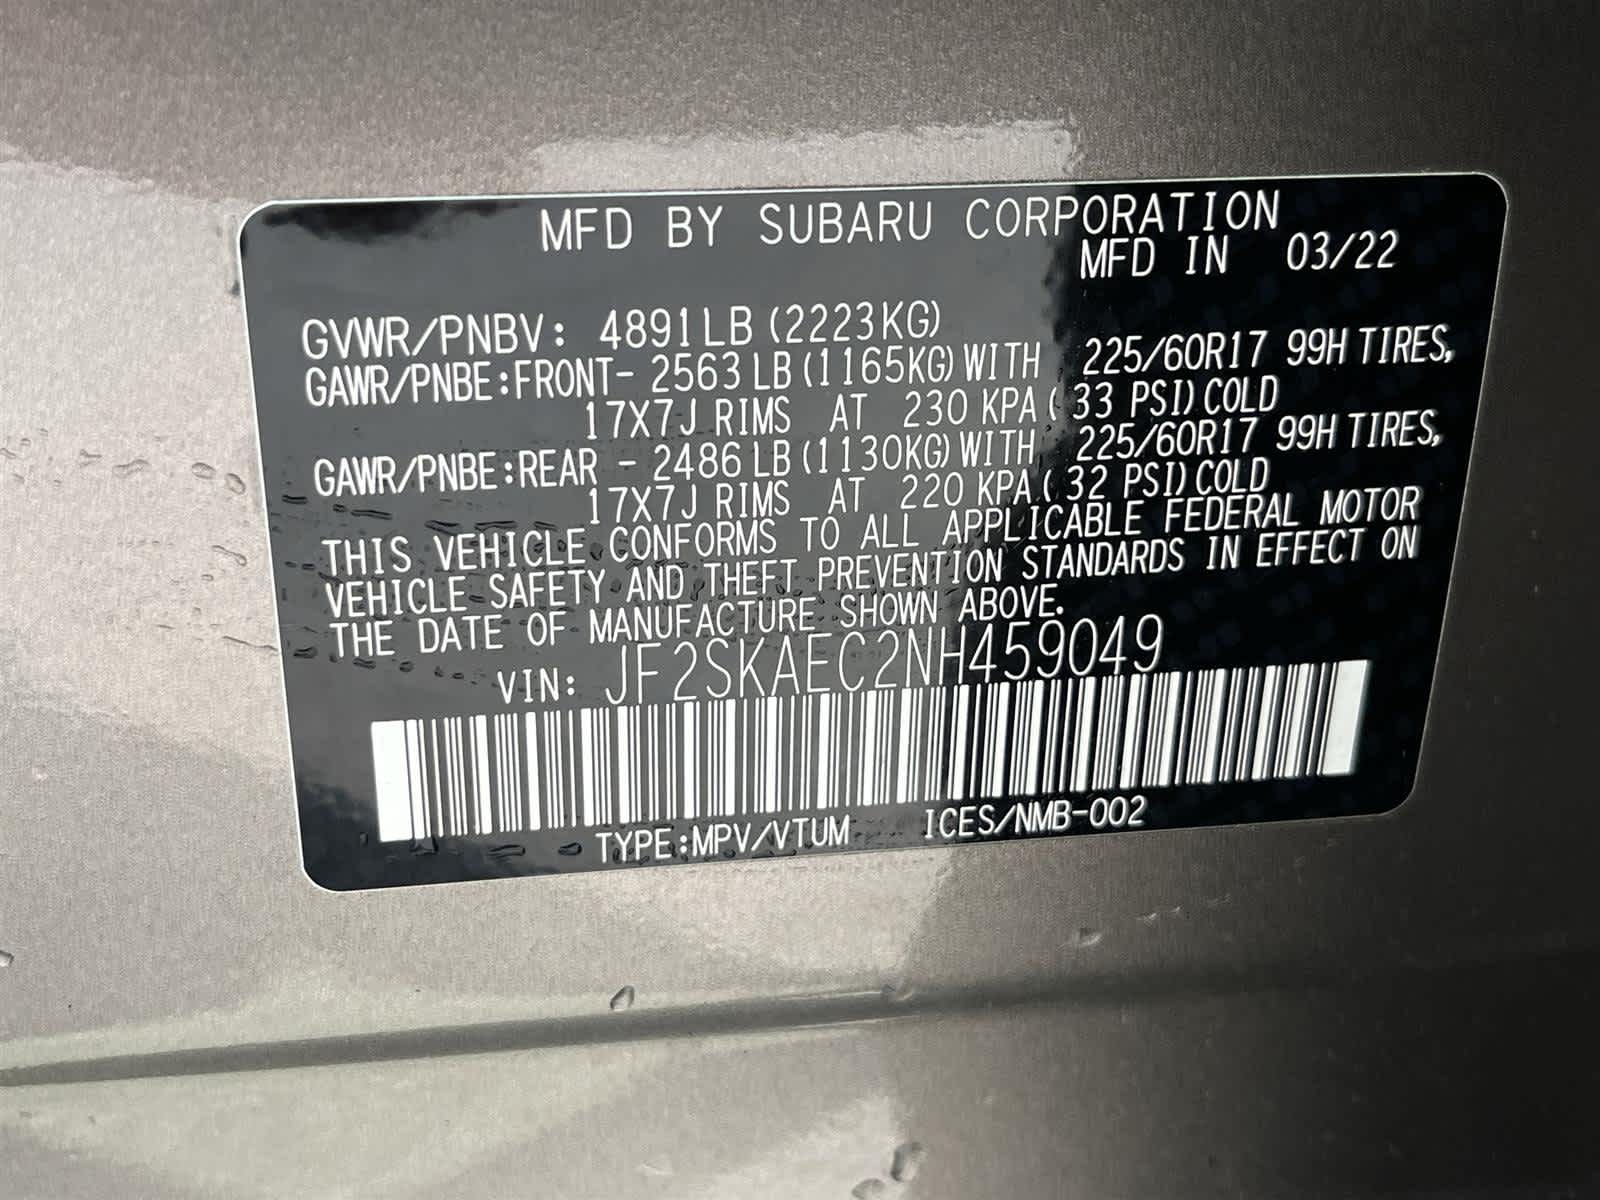 MFD BY SUBARU CORPORATION
MFD IN 03/22
GVWR/PNBV: 4891LB (2223KG)
GAWR/PNBE:FRONT- 2563 LB (1165KG) WITH 225/60R17 99H TIRES,
17X7J RIMS AT 230 KPA ( 33 PSI) COLD
GAWR/PNBE:REAR - 2486 LB (1130KG) WITH 225/60R17 99H TIRES,
17X7J RIMS AT 220 KPA ( 32 PSI) COLD
THIS VEHICLE CONFORMS TO ALL APPLICABLE FEDERAL MOTOR
VEHICLE SAFETY AND THEFT PREVENTION STANDARDS IN EFFECT ON
THE DATE OF MANUFACTURE SHOWN ABOVE.
VIN: JF2SKAEC2NH459049
TYPE:MPV/VTUM ICES/NMB-002